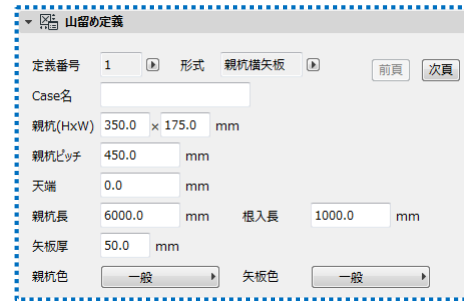 山留め定義
定義番号 1 形式 親杭横矢板 前頁 次頁
Case名
親杭(HxW) 350.0 × 175.0 mm
親杭ピッチ 450.0 mm
天端 0.0 mm
親杭長 6000.0 mm 根入長 1000.0 mm
矢板厚 50.0 mm
親杭色 一般 矢板色 一般